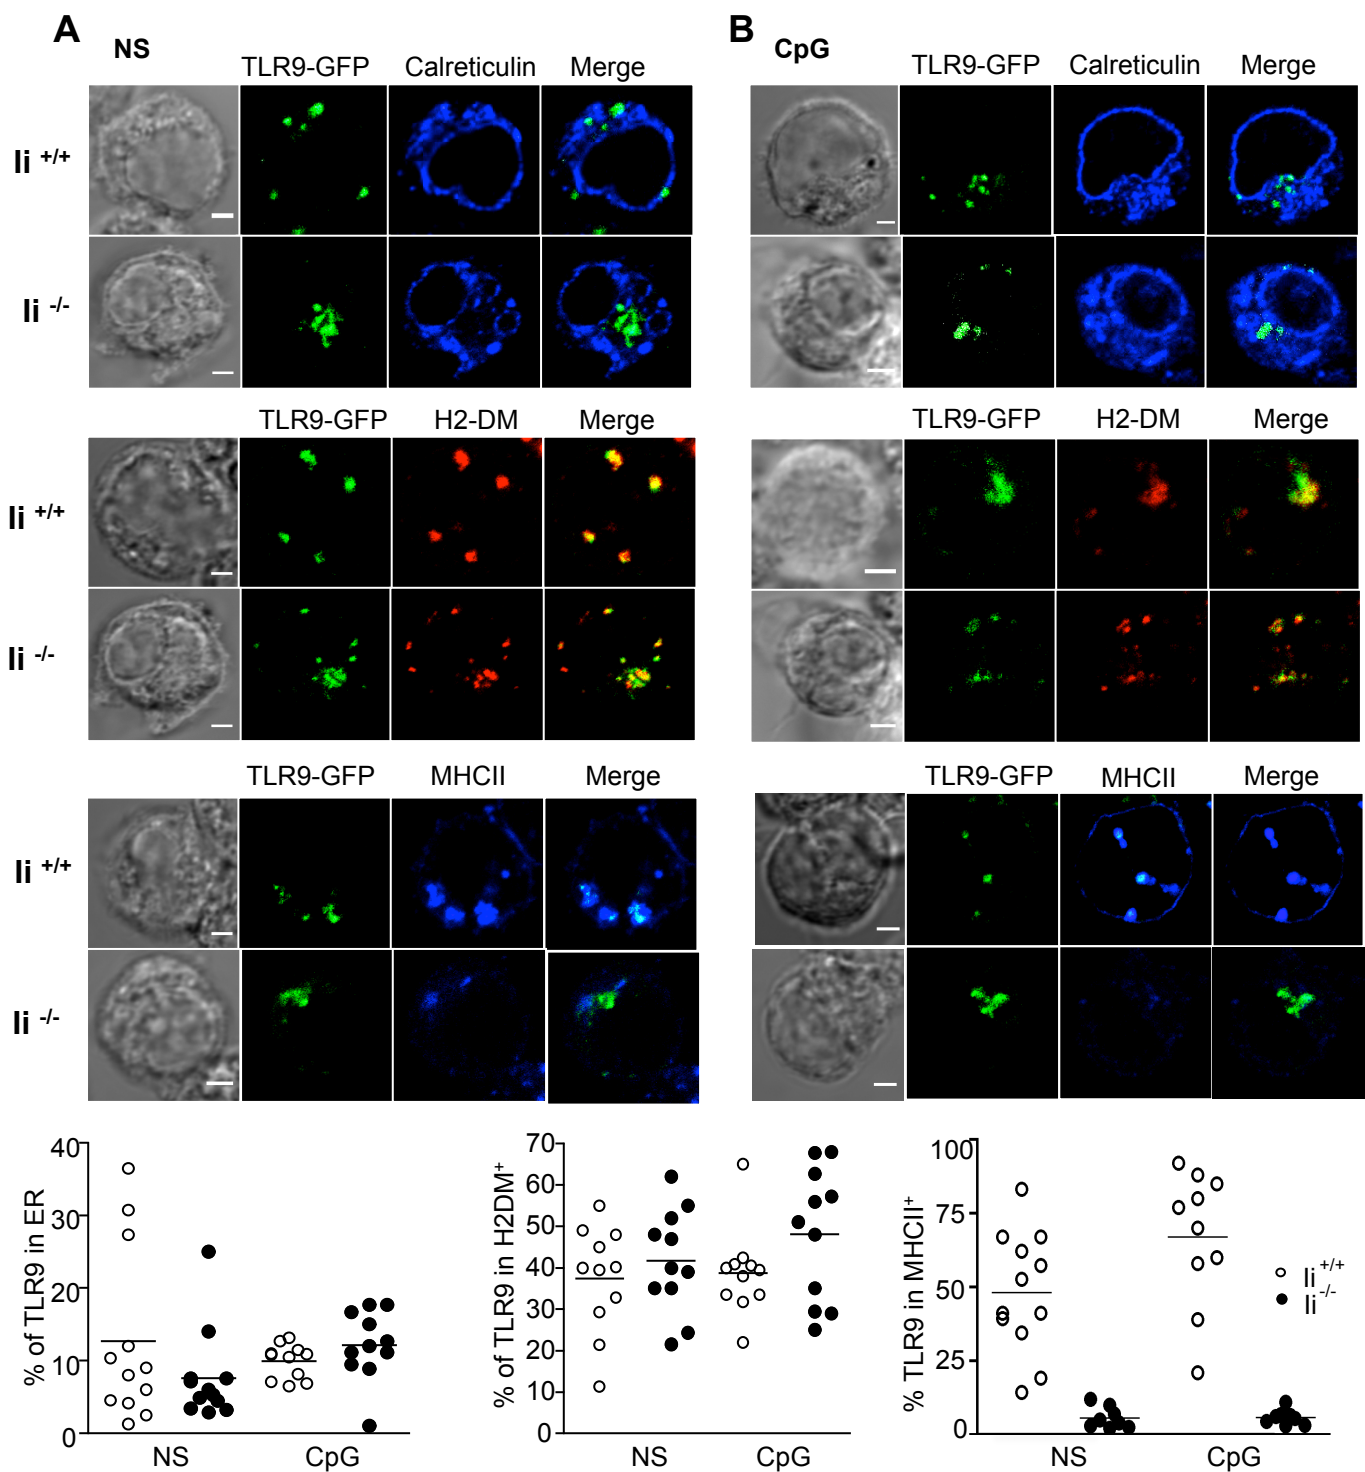 A
B
NS
CpG
TLR9-GFP Calreticulin Merge
TLR9-GFP Calreticulin Merge
Ii +/+
Ii -/-
TLR9-GFP H2-DM Merge
TLR9-GFP H2-DM Merge
Ii +/+
Ii -/-
TLR9-GFP MHCII Merge
TLR9-GFP MHCII Merge
Ii +/+
Ii -/-
% of TLR9 in ER
40
30
20
10
0
NS CpG
% of TLR9 in H2DM+
70
60
50
40
30
20
10
0
NS CpG
% TLR9 in MHCII+
100
75
50
25
0
NS CpG
Ii +/+
Ii -/-